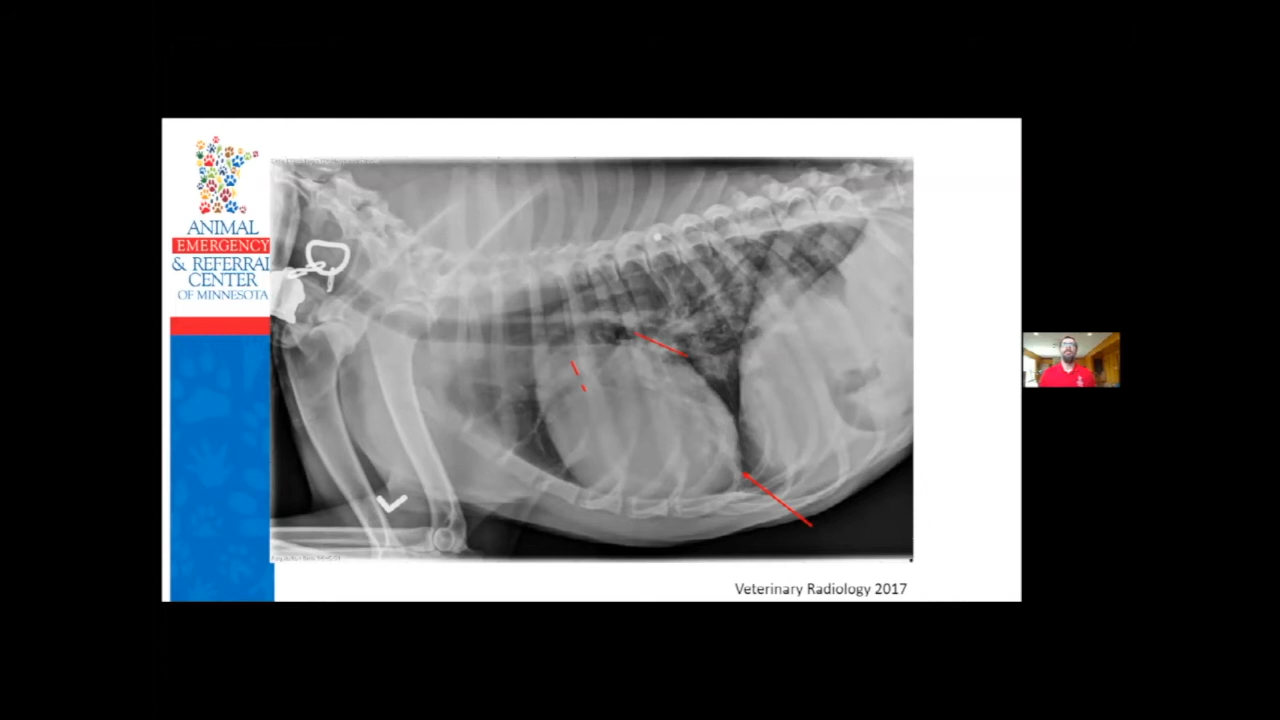 ANIMAL
EMERGENCY
& REFERRAL
CENTER
OF MINNESOTA
Veterinary Radiology 2017